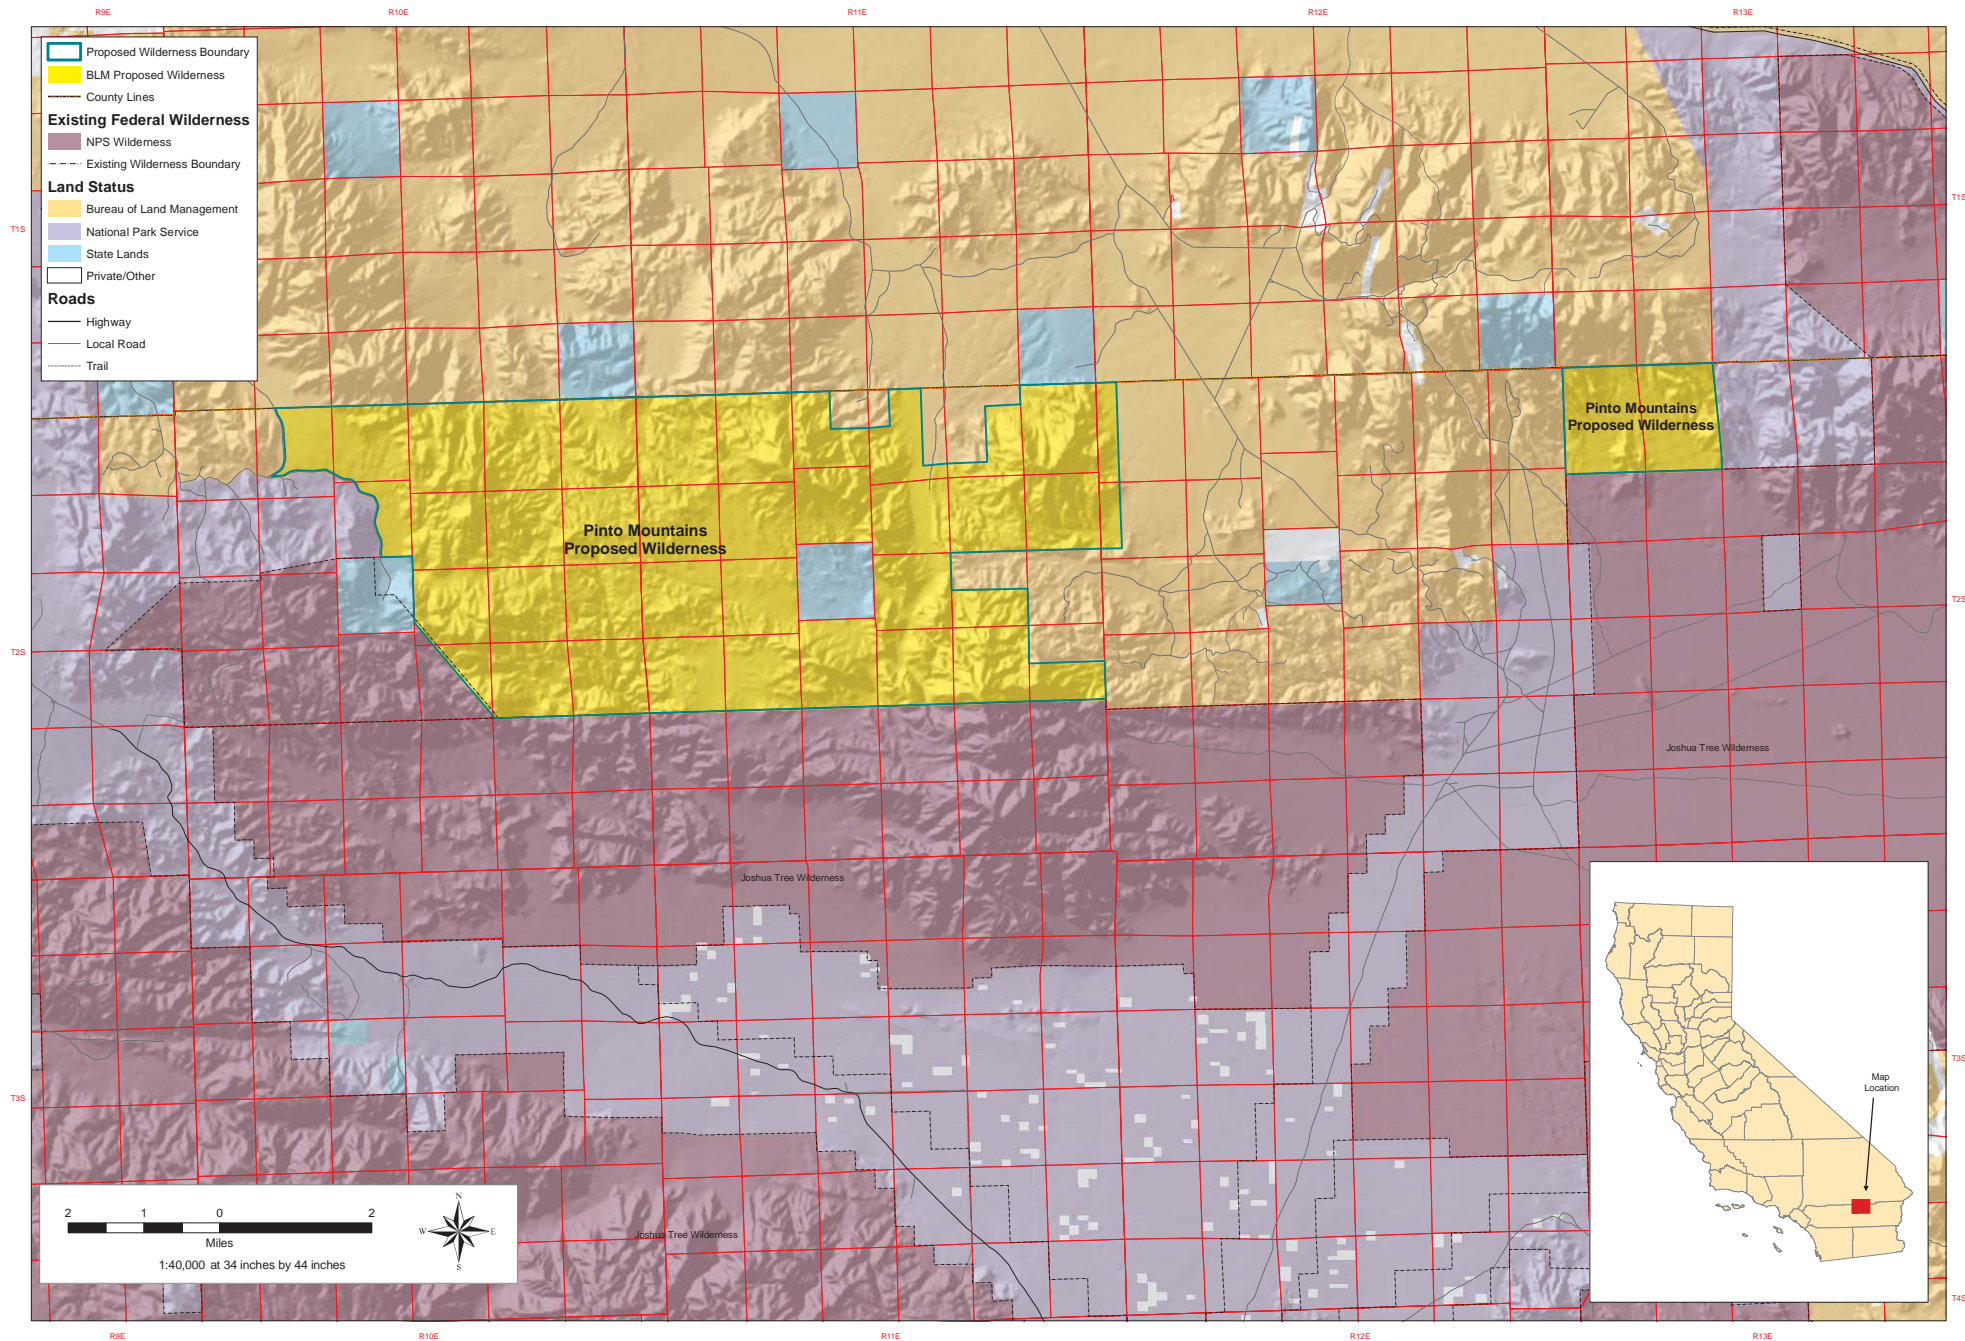 R9E
R10E
R11E
R12E
R13E
Proposed Wilderness Boundary
BLM Proposed Wilderness
County Lines
Existing Federal Wilderness
NPS Wilderness
Existing Wilderness Boundary
Land Status
Bureau of Land Management
National Park Service
State Lands
Private/Other
Roads
Highway
Local Road
Trail
T1S
T1S
Pinto Mountains
Proposed Wilderness
Pinto Mountains
Proposed Wilderness
T2S
T2S
Joshua Tree Wilderness
Joshua Tree Wilderness
T3S
T3S
Map
Location
Joshua Tree Wilderness
2 1 0 2
Miles
1:40,000 at 34 inches by 44 inches
N
W E
S
T4S
R9E
R10E
R11E
R12E
R13E